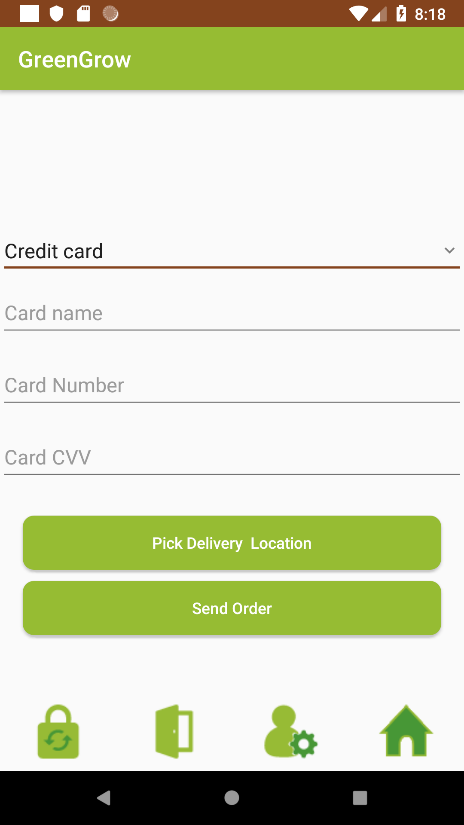 8:18
GreenGrow
Credit card
Card name
Card Number
Card CVV
Pick Delivery  Location
Send Order